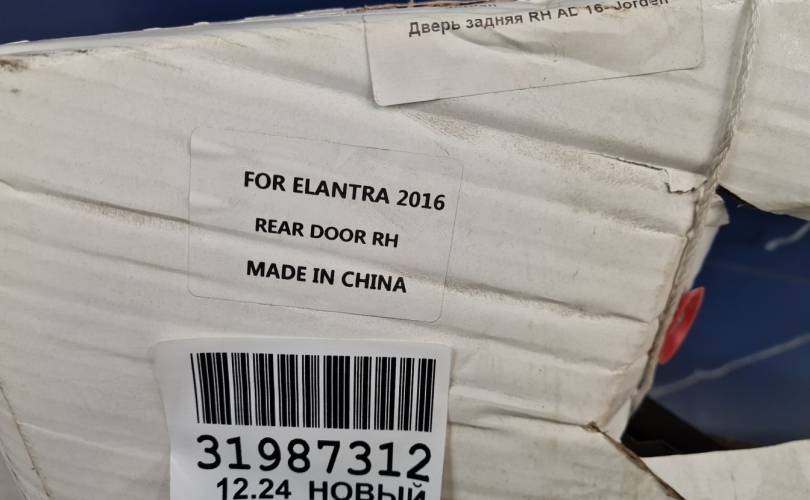 Дверь задняя RH AD 16- Jorden
FOR ELANTRA 2016
REAR DOOR RH
MADE IN CHINA
31987312
12.24 НОВЫЙ